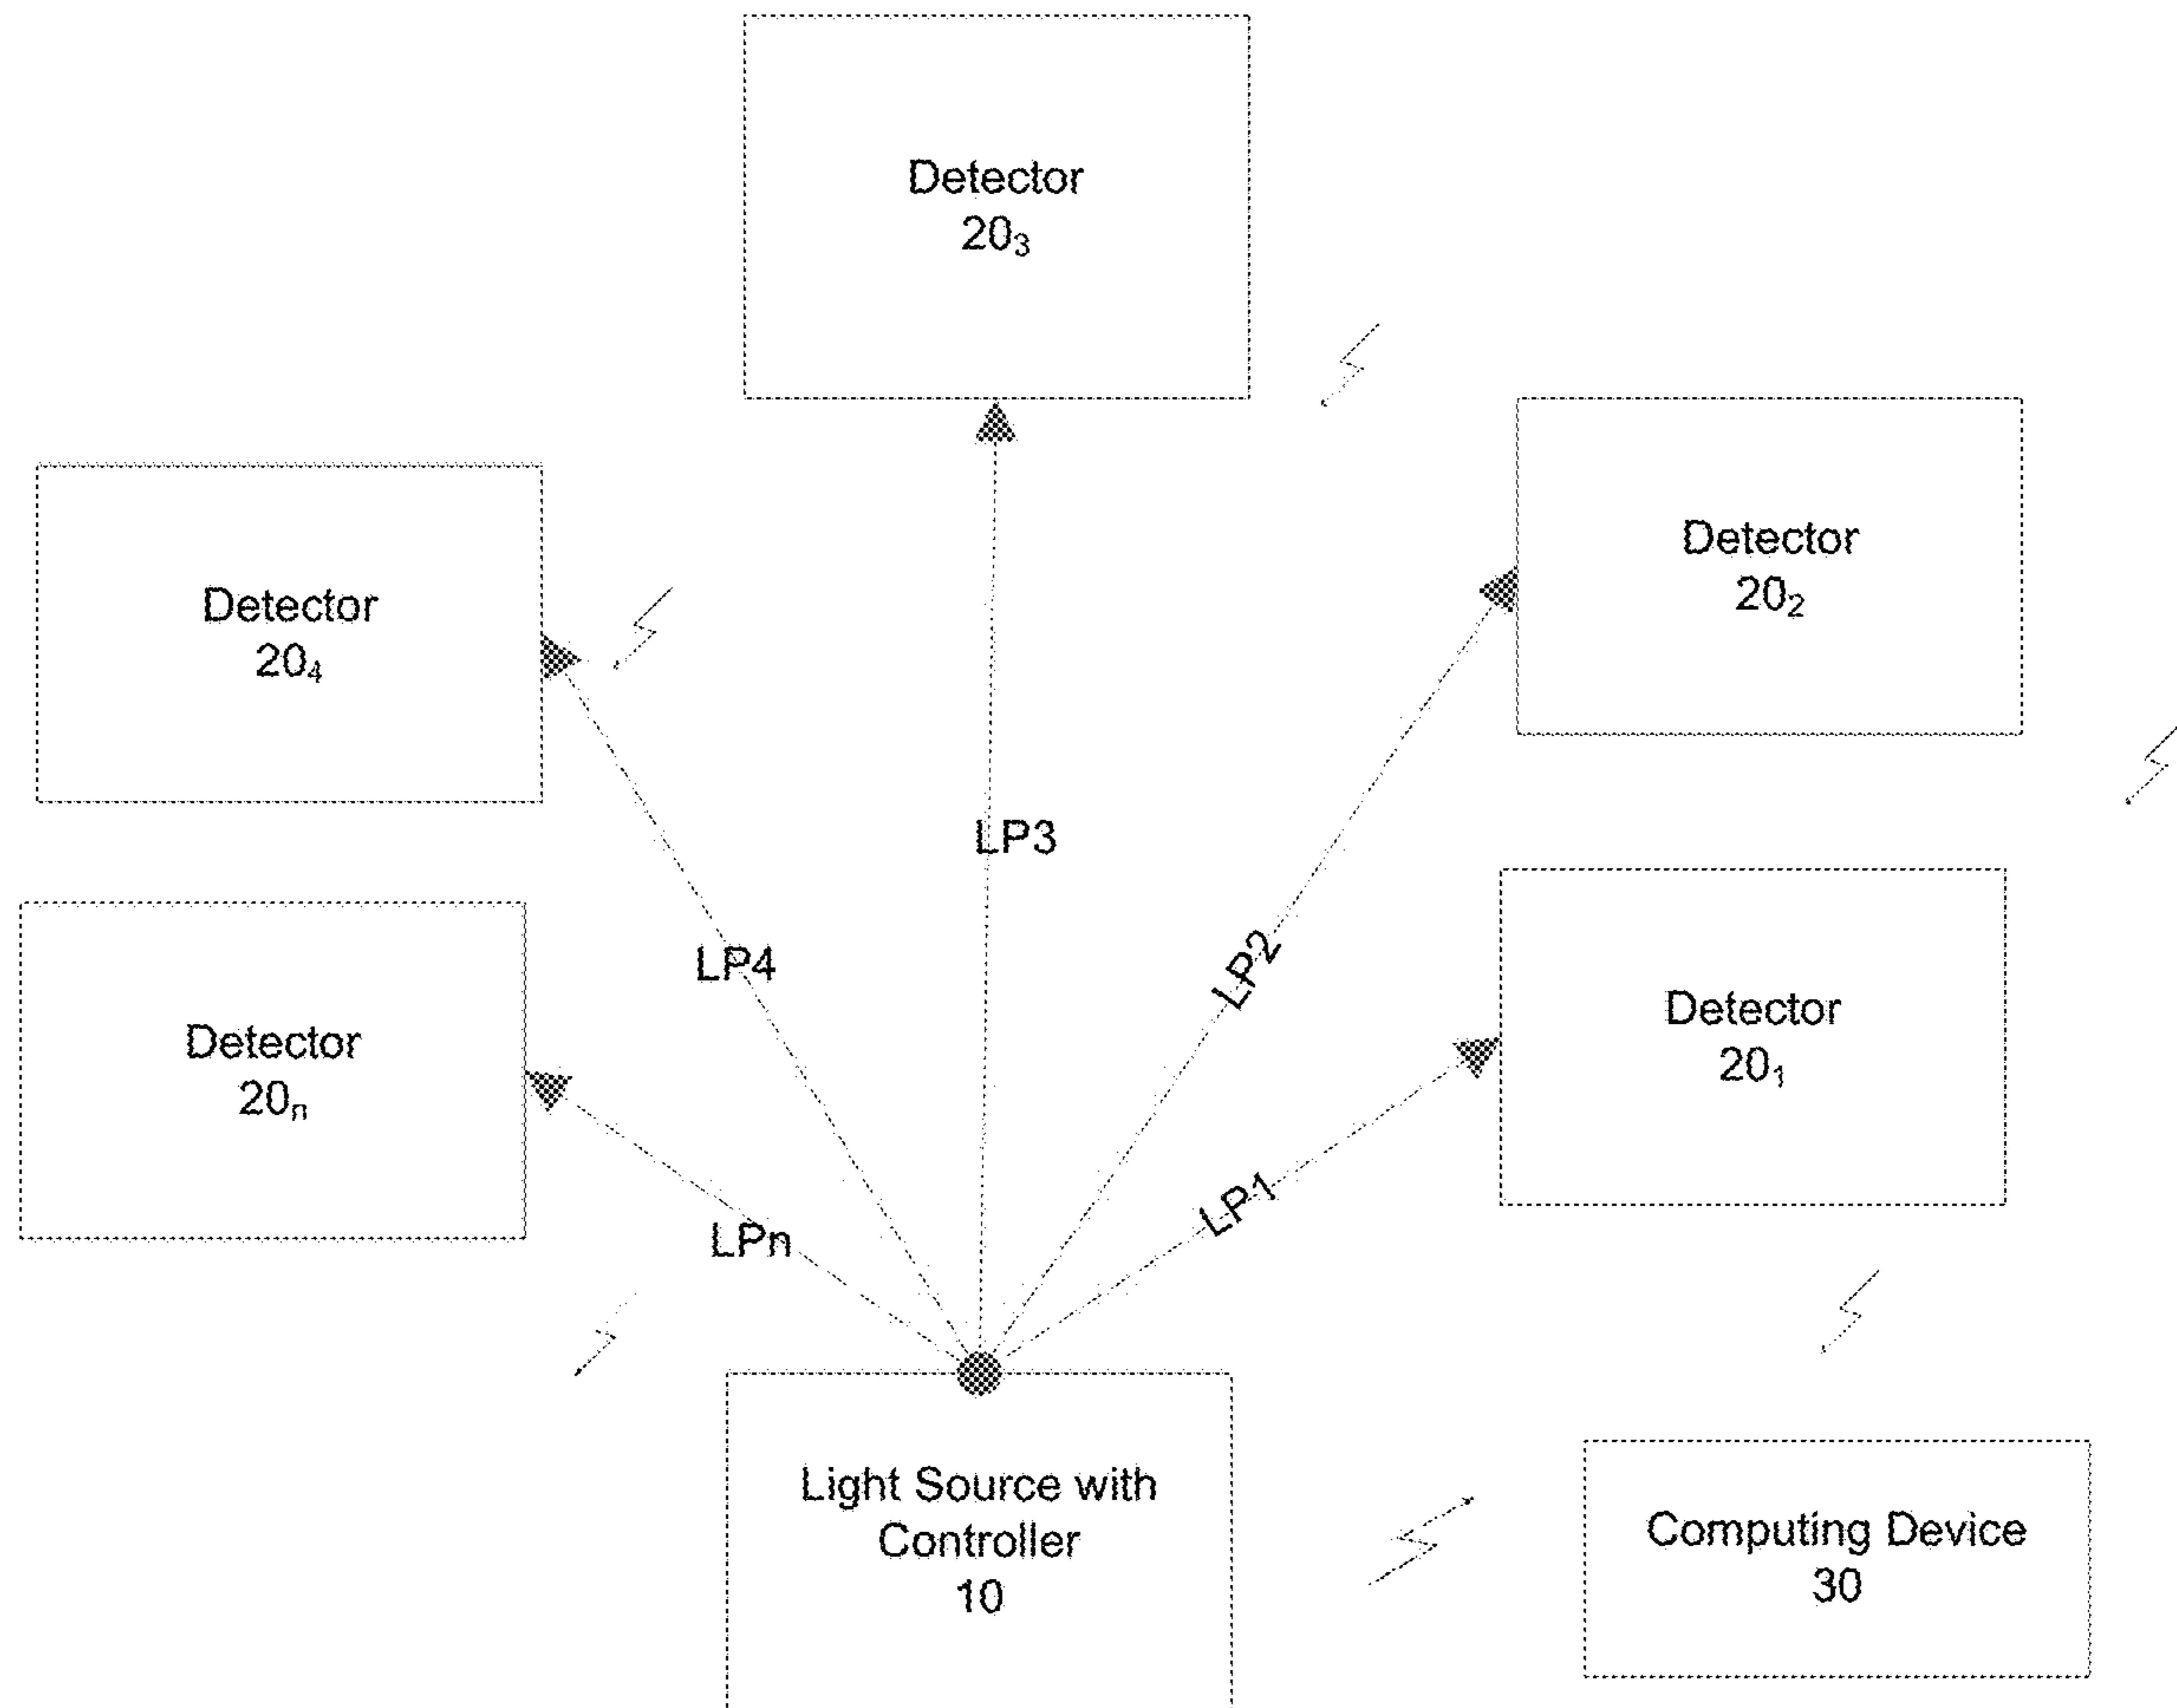 Detector
20₃
Detector
20₂
Detector
20₄
LP3
LP4
LP2
Detector
20₁
Detector
20ₙ
LP1
LPn
Light Source with
Controller
10
Computing Device
30